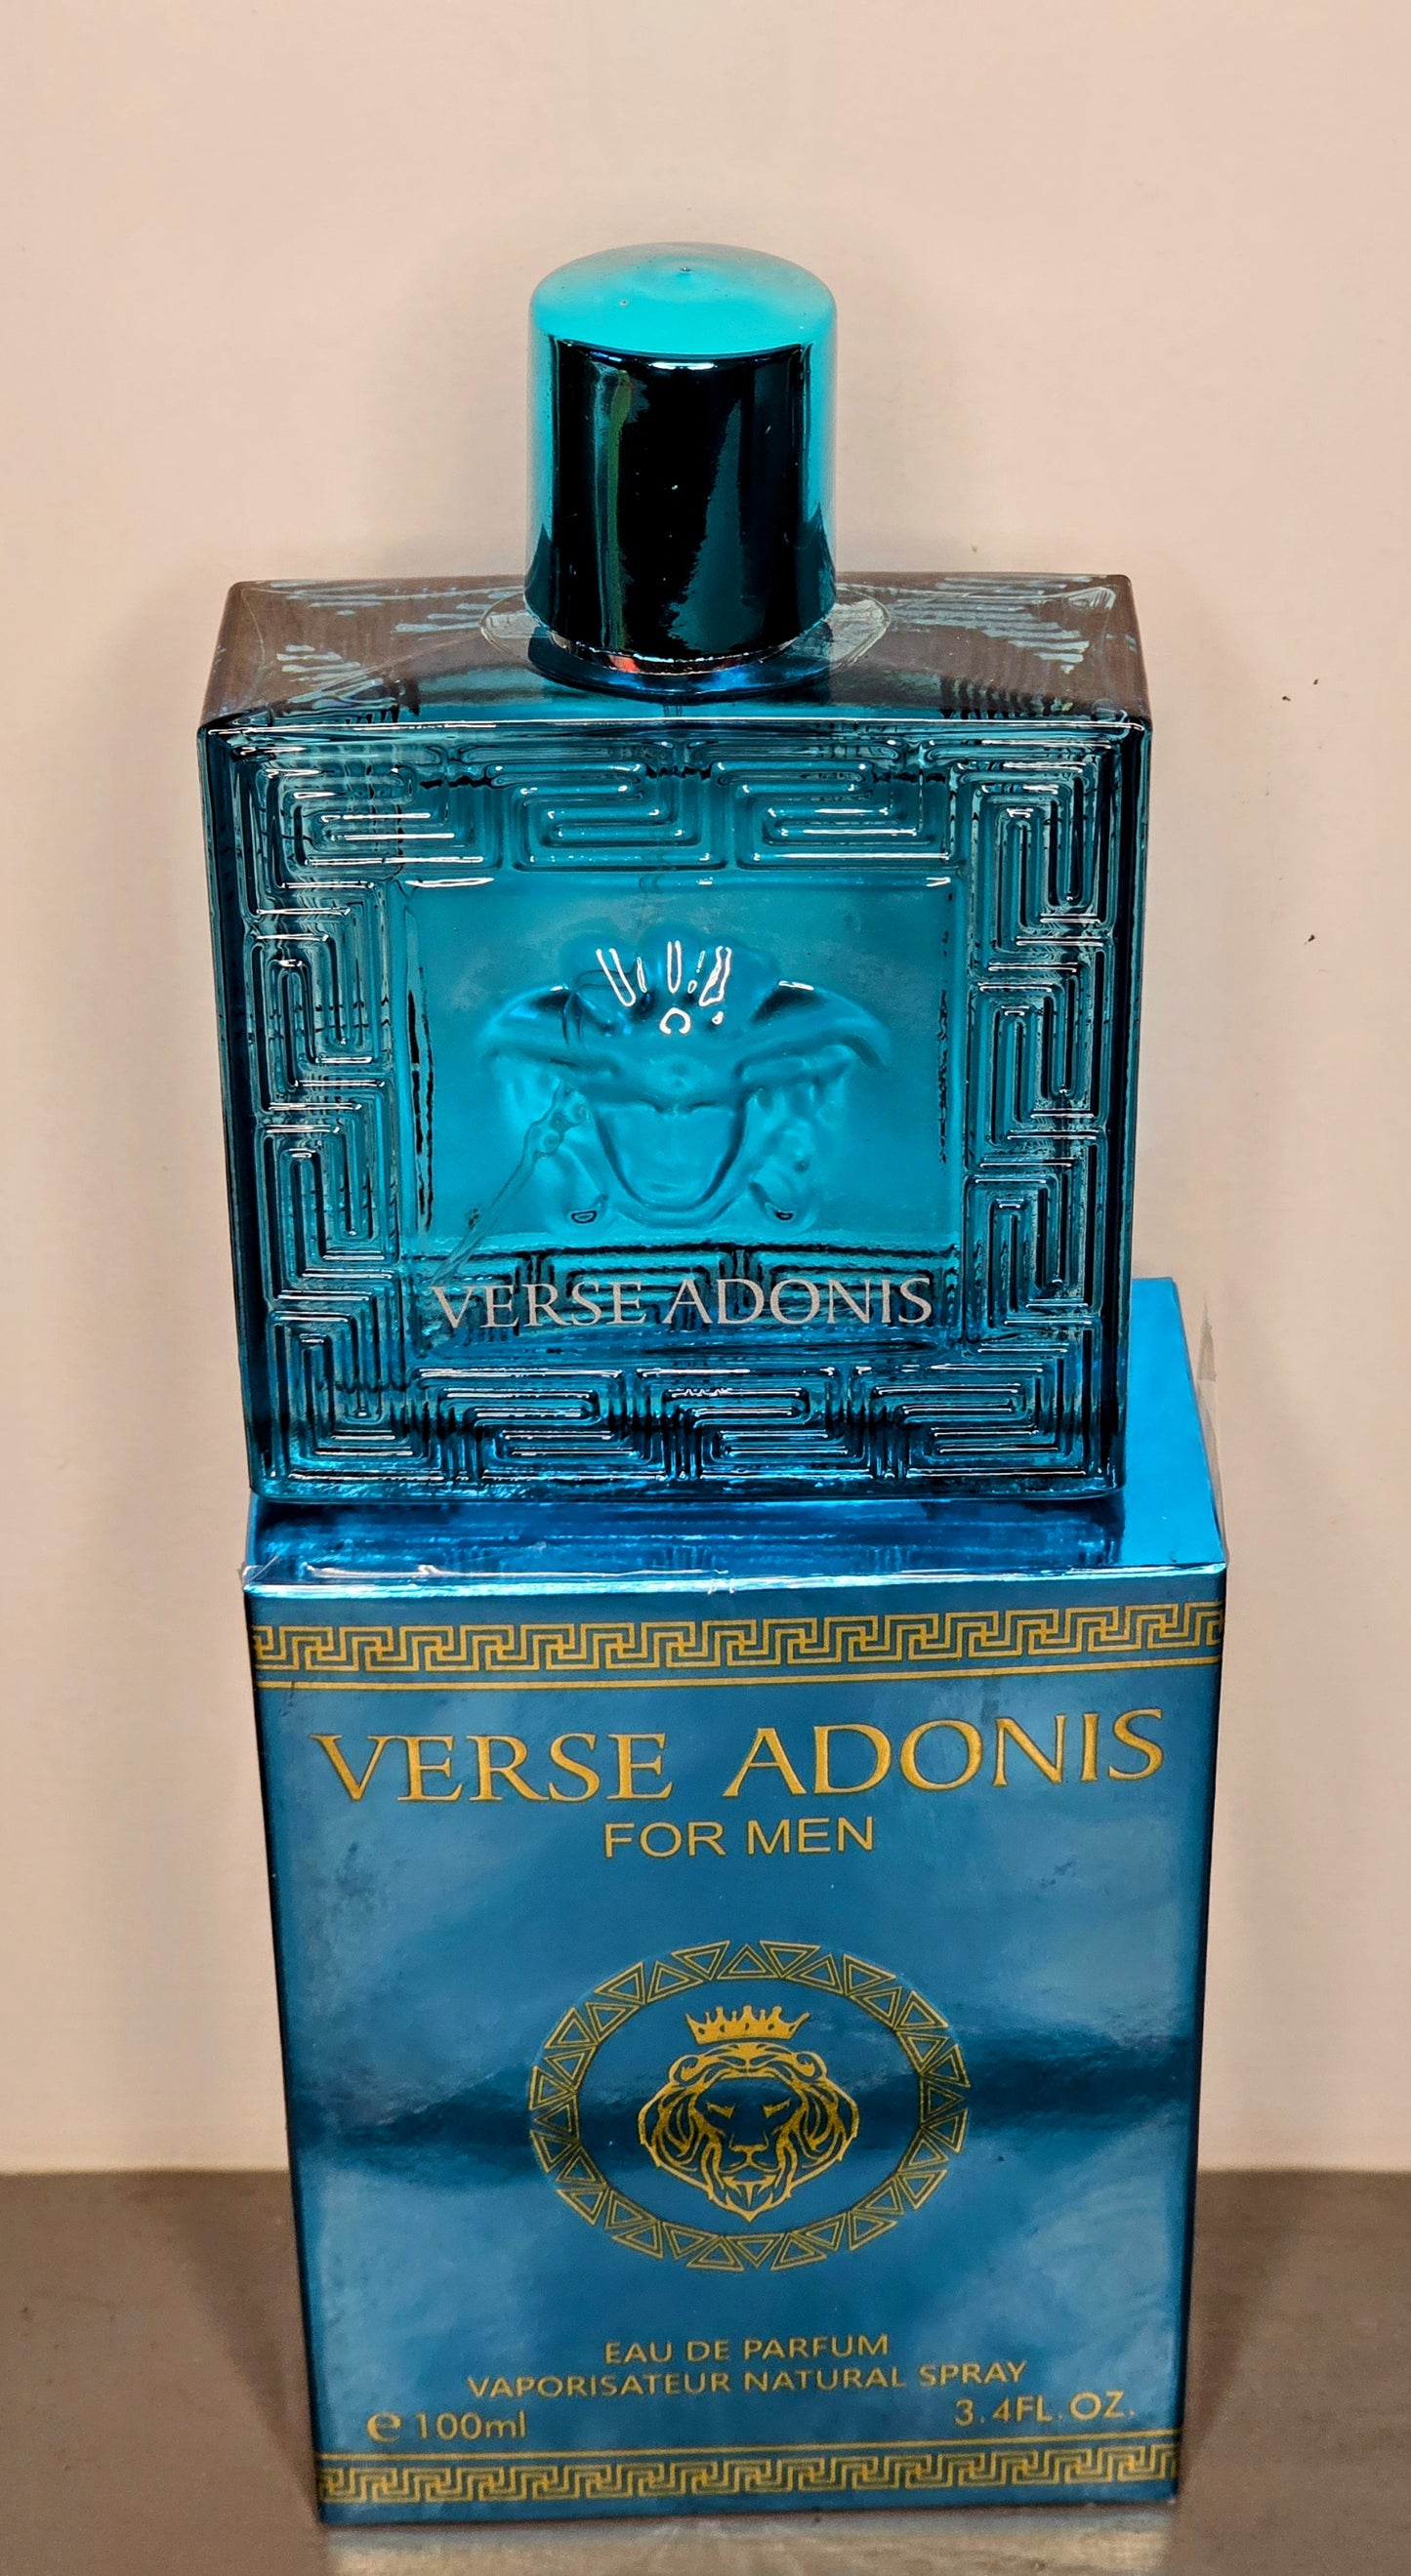 VERSE ADONIS
VERSE ADONIS
FOR MEN
EAU DE PARFUM
VAPORISATEUR NATURAL SPRAY
℮ 100ml 3.4FL.OZ.